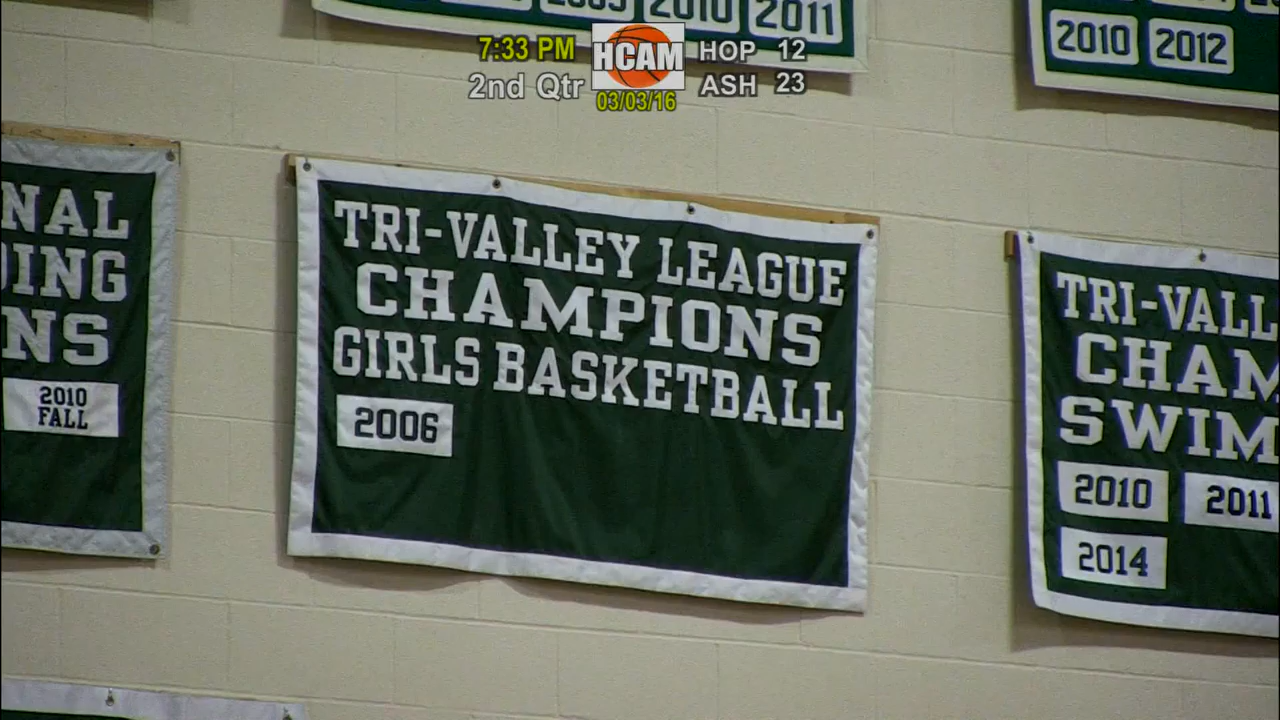 2010 2011
2010 2012
7:33 PM HCAM HOP 12
2nd Qtr ASH 23
03/03/16
NAL
DING
NS
2010
FALL
TRI-VALLEY LEAGUE
CHAMPIONS
GIRLS BASKETBALL
2006
TRI-VALL
CHAM
SWIM
2010 2011
2014